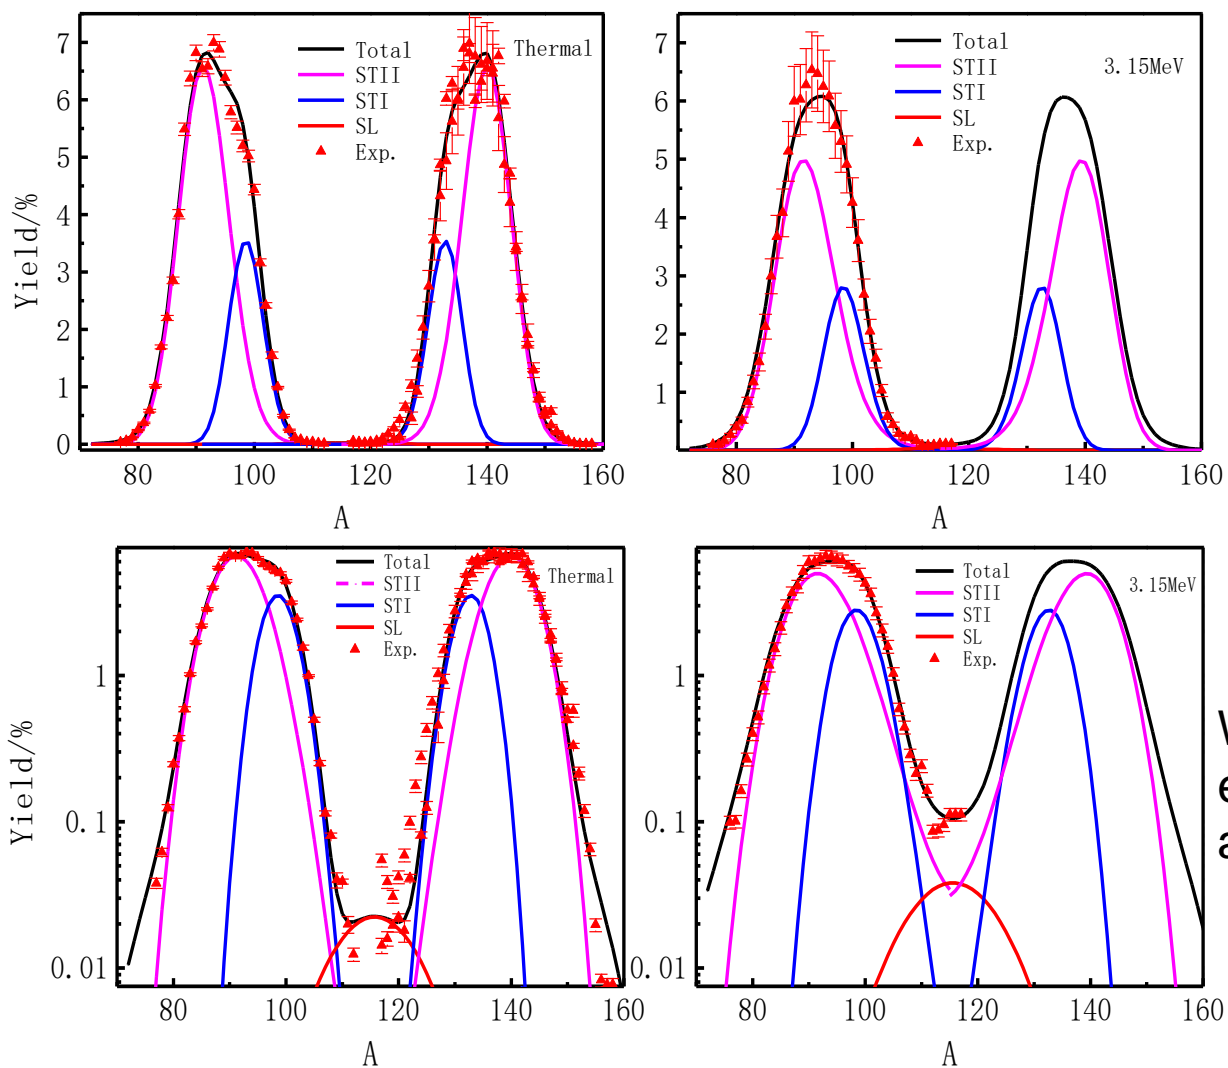 7
6
5
4
3
2
1
0
Yield/%
80 100 120 140 160
A
Total
STII
STI
SL
Exp.
Thermal
7
6
5
4
3
2
1
80 100 120 140 160
A
Total
STII
STI
SL
Exp.
3.15MeV
1
0.1
0.01
Yield/%
80 100 120 140 160
A
Total
STII
STI
SL
Exp.
Thermal
1
0.1
0.01
80 100 120 140 160
A
Total
STII
STI
SL
Exp.
3.15MeV